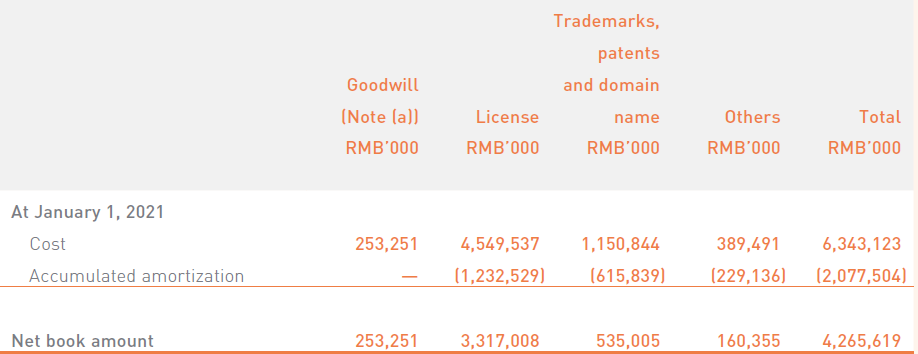 Trademarks,
patents
Goodwill and domain
(Note (a)) License name Others Total
RMB'000 RMB'000 RMB'000 RMB'000 RMB'000
At January 1, 2021
Cost 253,251 4,549,537 1,150,844 389,491 6,343,123
Accumulated amortization — (1,232,529) (615,839) (229,136) (2,077,504)
Net book amount 253,251 3,317,008 535,005 160,355 4,265,619